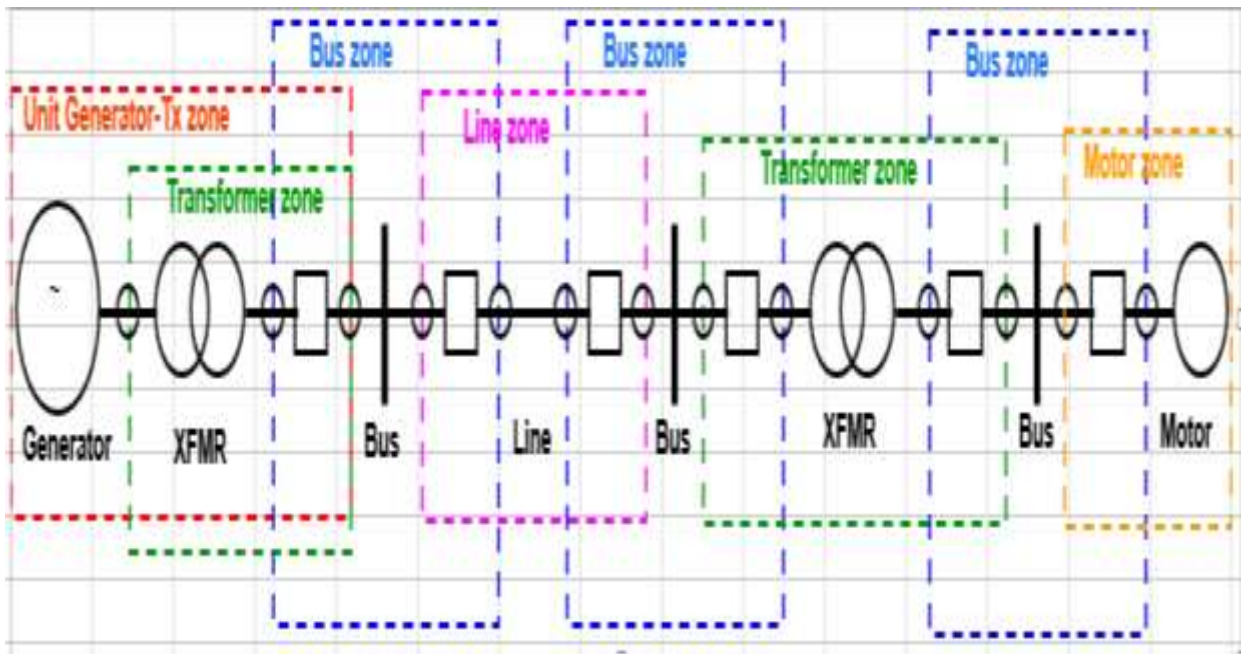 Bus zone
Bus zone
Bus zone
Unit Generator-Tx zone
Line zone
Transformer zone
Motor zone
Transformer zone
~
Generator
XFMR
Bus
Line
Bus
XFMR
Bus
Motor